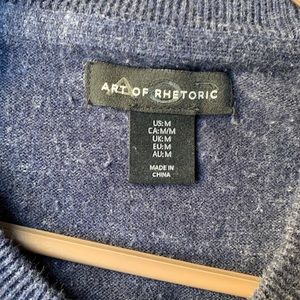 ART OF RHETORIC
US: M
CA: M/M
UK: M
EU: M
AU: M
MADE IN
CHINA